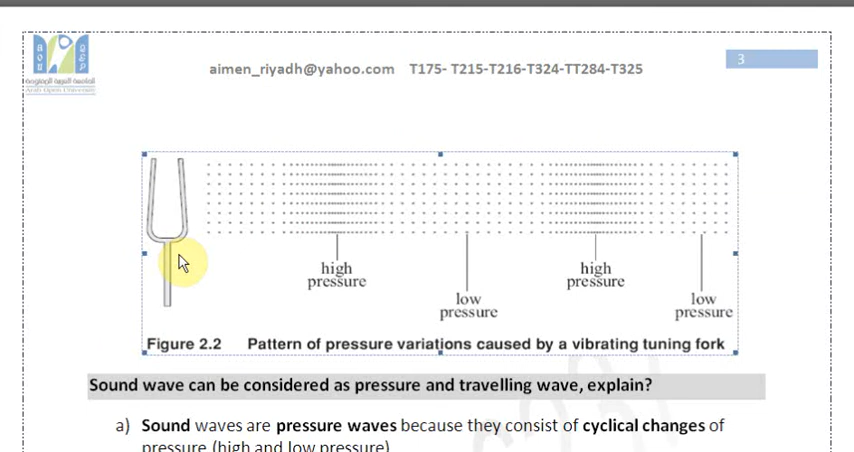 Arab Open University
aimen_riyadh@yahoo.com T175- T215-T216-T324-TT284-T325
3
high
pressure
low
pressure
high
pressure
low
pressure
Figure 2.2 Pattern of pressure variations caused by a vibrating tuning fork
Sound wave can be considered as pressure and travelling wave, explain?
a) Sound waves are pressure waves because they consist of cyclical changes of
pressure (high and low pressure)